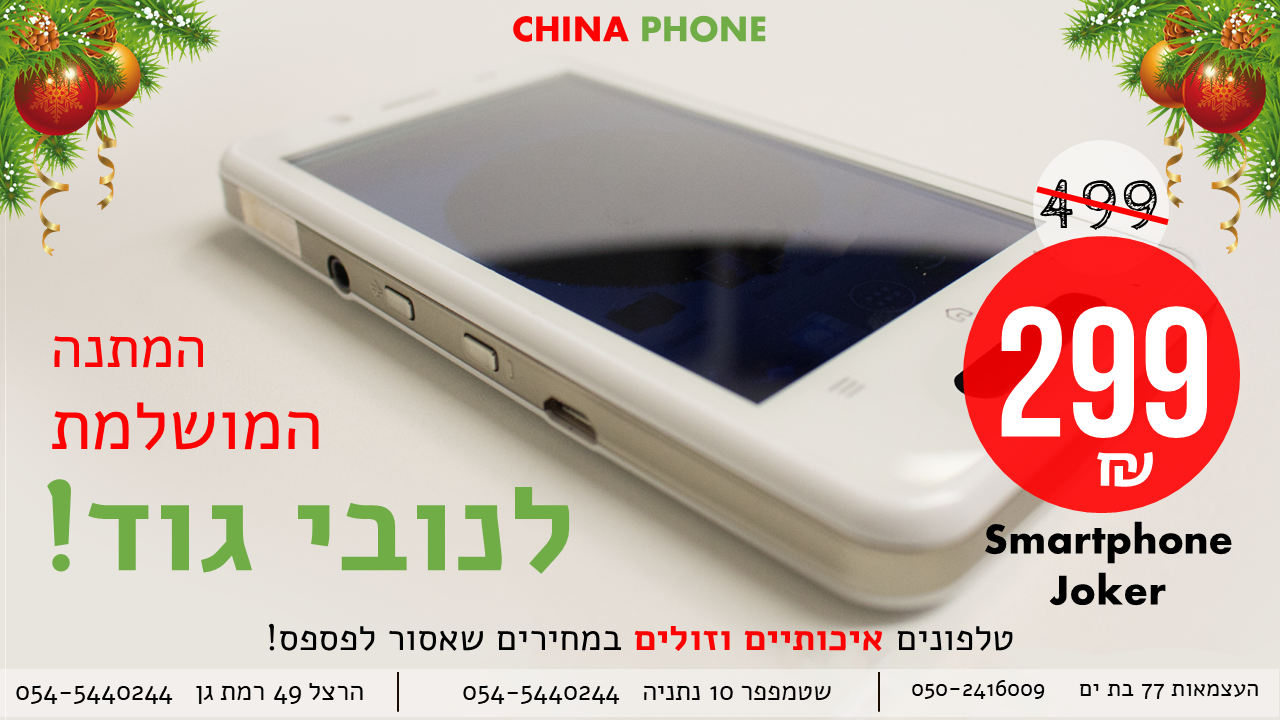 CHINA PHONE
499
299
₪
Smartphone
Joker
המתנה
המושלמת
לנובי גוד!
טלפונים איכותיים וזולים במחירים שאסור לפספס!
העצמאות 77 בת ים 050-2416009
שטמפפר 10 נתניה 054-5440244
הרצל 49 רמת גן 054-5440244